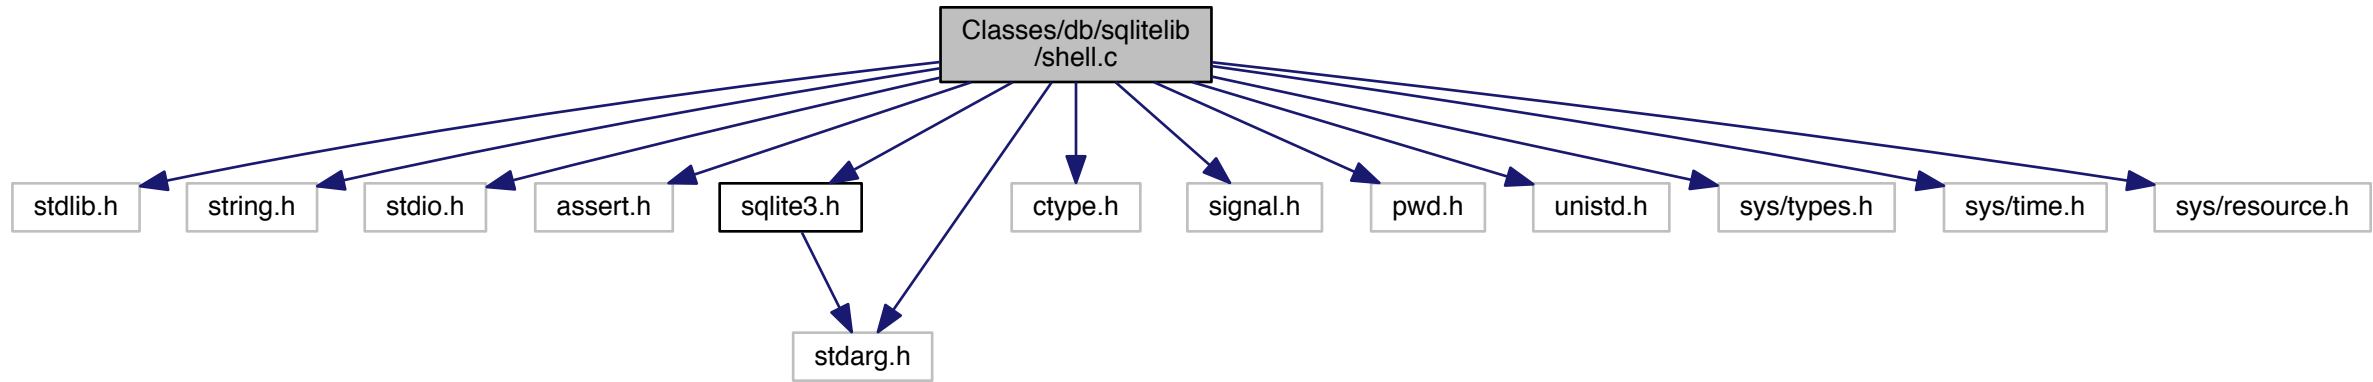 Classes/db/sqlitelib
/shell.c
stdlib.h
string.h
stdio.h
assert.h
sqlite3.h
ctype.h
signal.h
pwd.h
unistd.h
sys/types.h
sys/time.h
sys/resource.h
stdarg.h